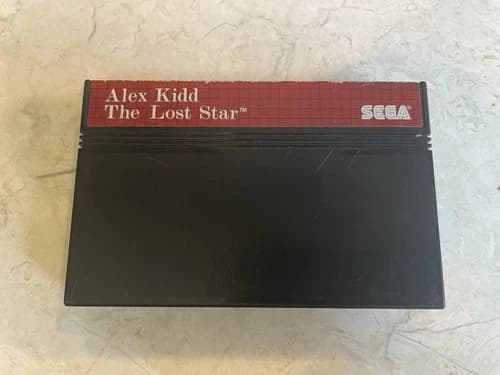 Alex Kidd
The Lost Star™
SEGA